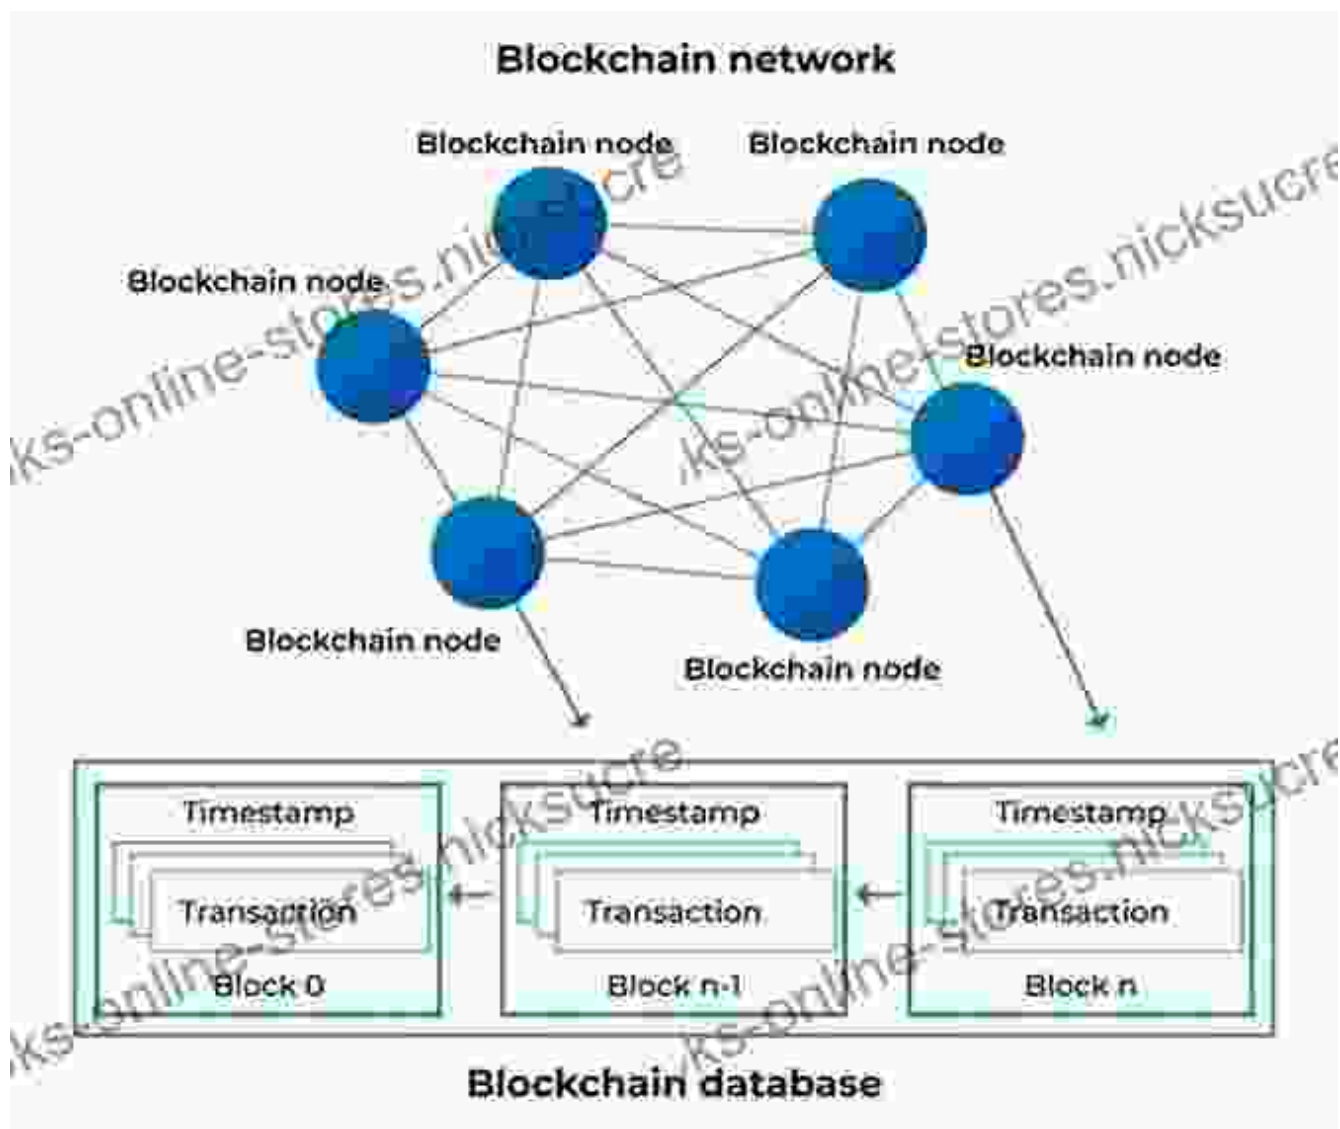 Blockchain network
Blockchain node
Blockchain node
Blockchain node
Blockchain node
Blockchain node
Blockchain node
Timestamp
Transaction
Block 0
Timestamp
Transaction
Block n-1
Timestamp
Transaction
Block n
Blockchain database
ks-online-stores.nicksucre
ks-online-stores.nicksucre
ks-online-stores.nicksucre
ks-online-stores.nicksucre